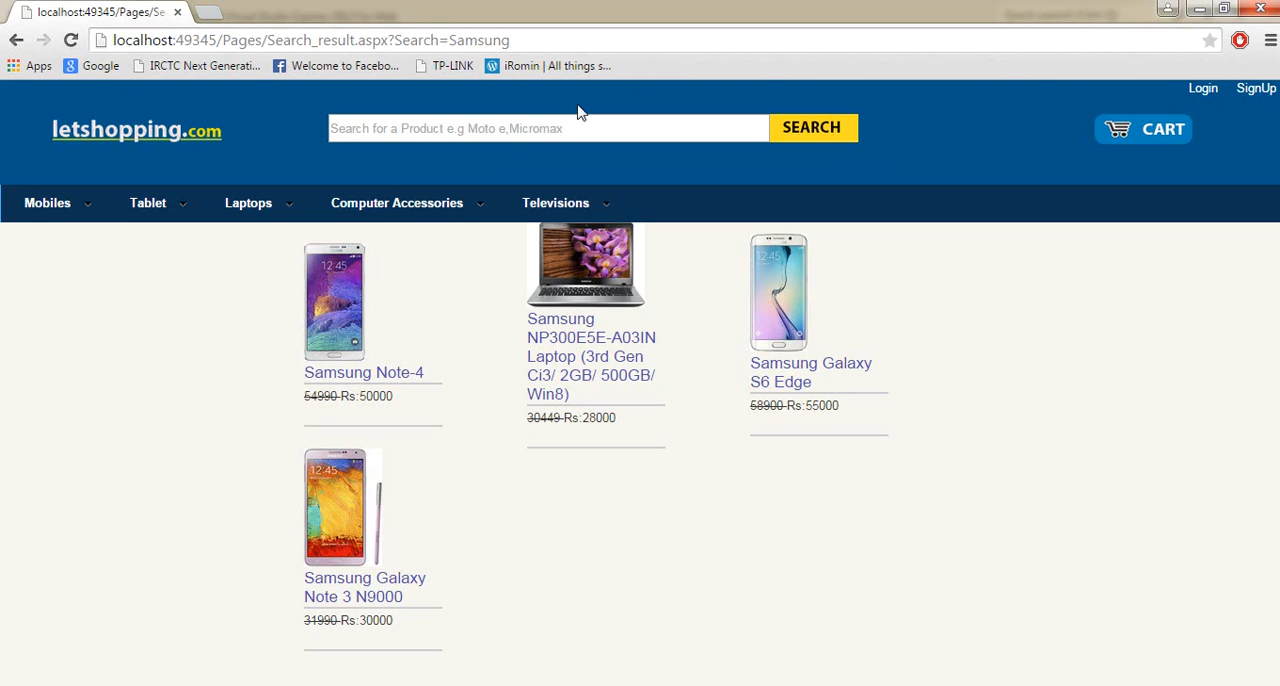 localhost:49345/Pages/Se
localhost:49345/Pages/Search_result.aspx?Search=Samsung
Apps Google IRCTC Next Generati... Welcome to Facebo... TP-LINK iRomin | All things s...
Login SignUp
letshopping.com
Search for a Product e.g Moto e,Micromax
SEARCH
CART
Mobiles Tablet Laptops Computer Accessories Televisions
Samsung Note-4
54990 Rs:50000
Samsung
NP300E5E-A03IN
Laptop (3rd Gen
Ci3/ 2GB/ 500GB/
Win8)
30449 Rs:28000
Samsung Galaxy
S6 Edge
58900 Rs:55000
12:45
Samsung Galaxy
Note 3 N9000
31990 Rs:30000